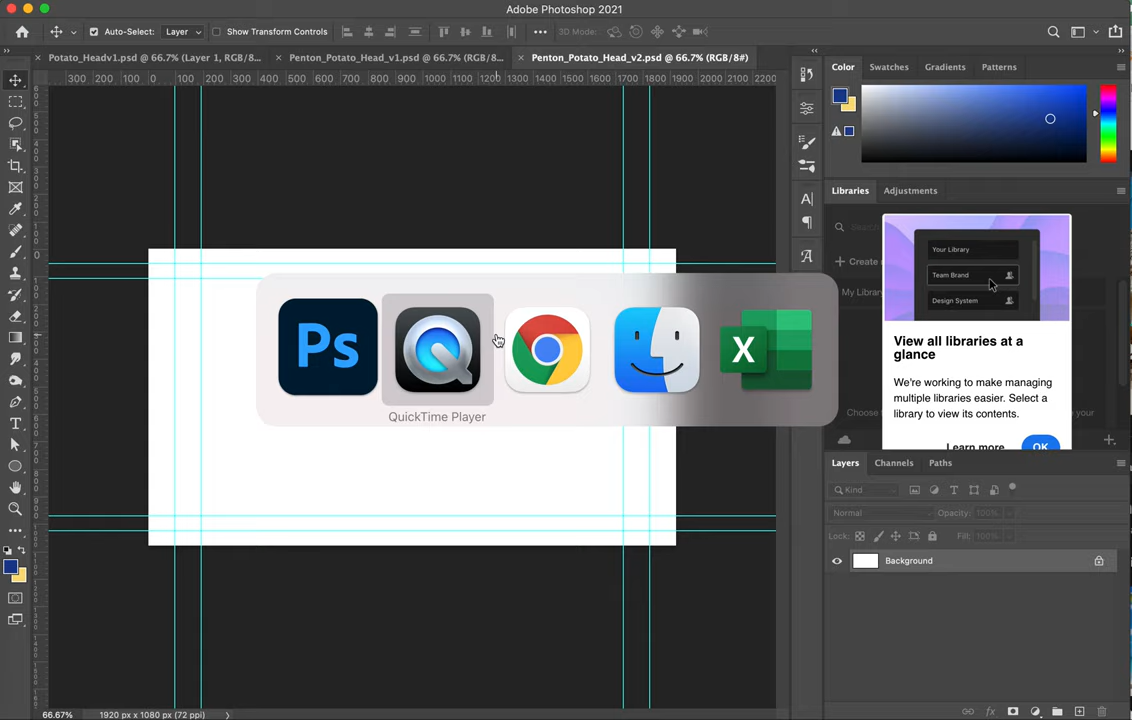 Adobe Photoshop 2021
Auto-Select: Layer Show Transform Controls 3D Mode:
Potato_Headv1.psd @ 66.7% (Layer 1, RGB/8... Penton_Potato_Head_v1.psd @ 66.7% (RGB/8... Penton_Potato_Head_v2.psd @ 66.7% (RGB/8#)
300 200 100 0 100 200 300 400 500 600 700 800 900 1000 1100 1200 1300 1400 1500 1600 1700 1800 1900 2000 2100 2200
Color Swatches Gradients Patterns
Libraries Adjustments
Search
Create
My Library
Your Library
Team Brand
Design System
View all libraries at a
glance
We're working to make managing
multiple libraries easier. Select a
library to view its contents.
Choose your
Learn more OK
Ps X
QuickTime Player
Layers Channels Paths
Kind
Normal Opacity: 100%
Lock: Fill: 100%
Background
66.67% 1920 px x 1080 px (72 ppi)